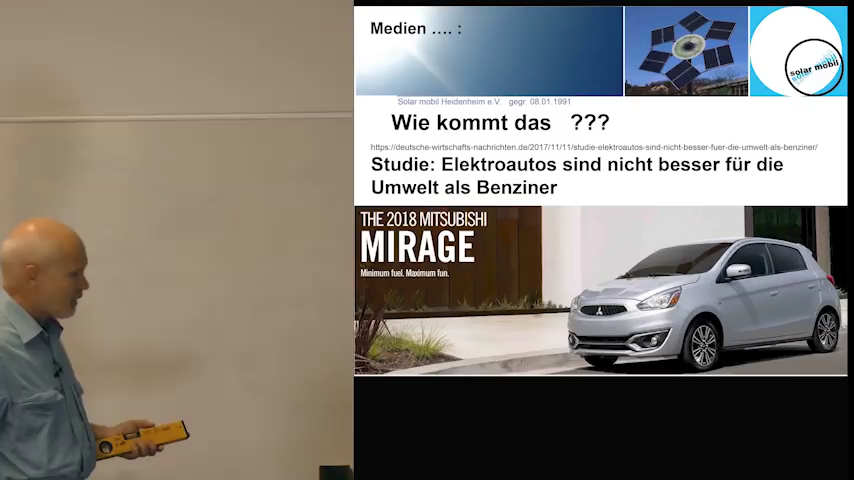 Medien .... :
solar mobil
Solar mobil Heidenheim e.V. gegr. 08.01.1991
Wie kommt das ???
https://deutsche-wirtschafts-nachrichten.de/2017/11/11/studie-elektroautos-sind-nicht-besser-fuer-die-umwelt-als-benziner/
Studie: Elektroautos sind nicht besser für die
Umwelt als Benziner
THE 2018 MITSUBISHI
MIRAGE
Minimum fuel. Maximum fun.